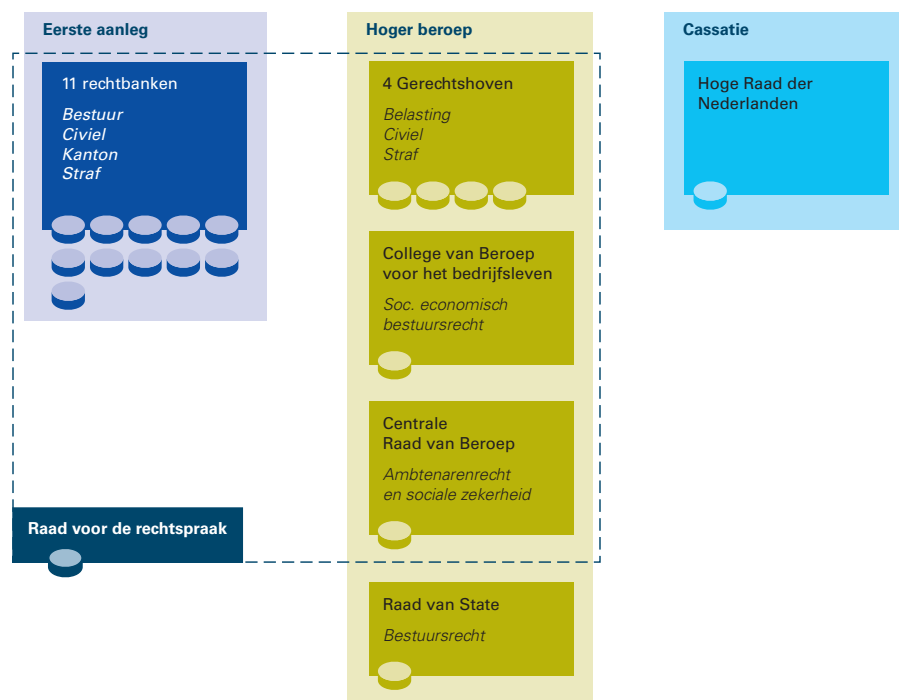 Eerste aanleg
11 rechtbanken
Bestuur
Civiel
Kanton
Straf
Raad voor de rechtspraak
Hoger beroep
4 Gerechtshoven
Belasting
Civiel
Straf
College van Beroep
voor het bedrijfsleven
Soc. economisch
bestuursrecht
Centrale
Raad van Beroep
Ambtenarenrecht
en sociale zekerheid
Raad van State
Bestuursrecht
Cassatie
Hoge Raad der
Nederlanden